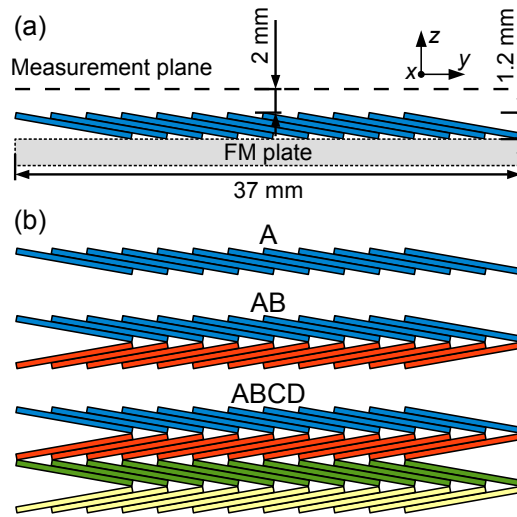 (a)
2 mm
z
x
y
1.2 mm
Measurement plane
FM plate
37 mm
(b)
A
AB
ABCD